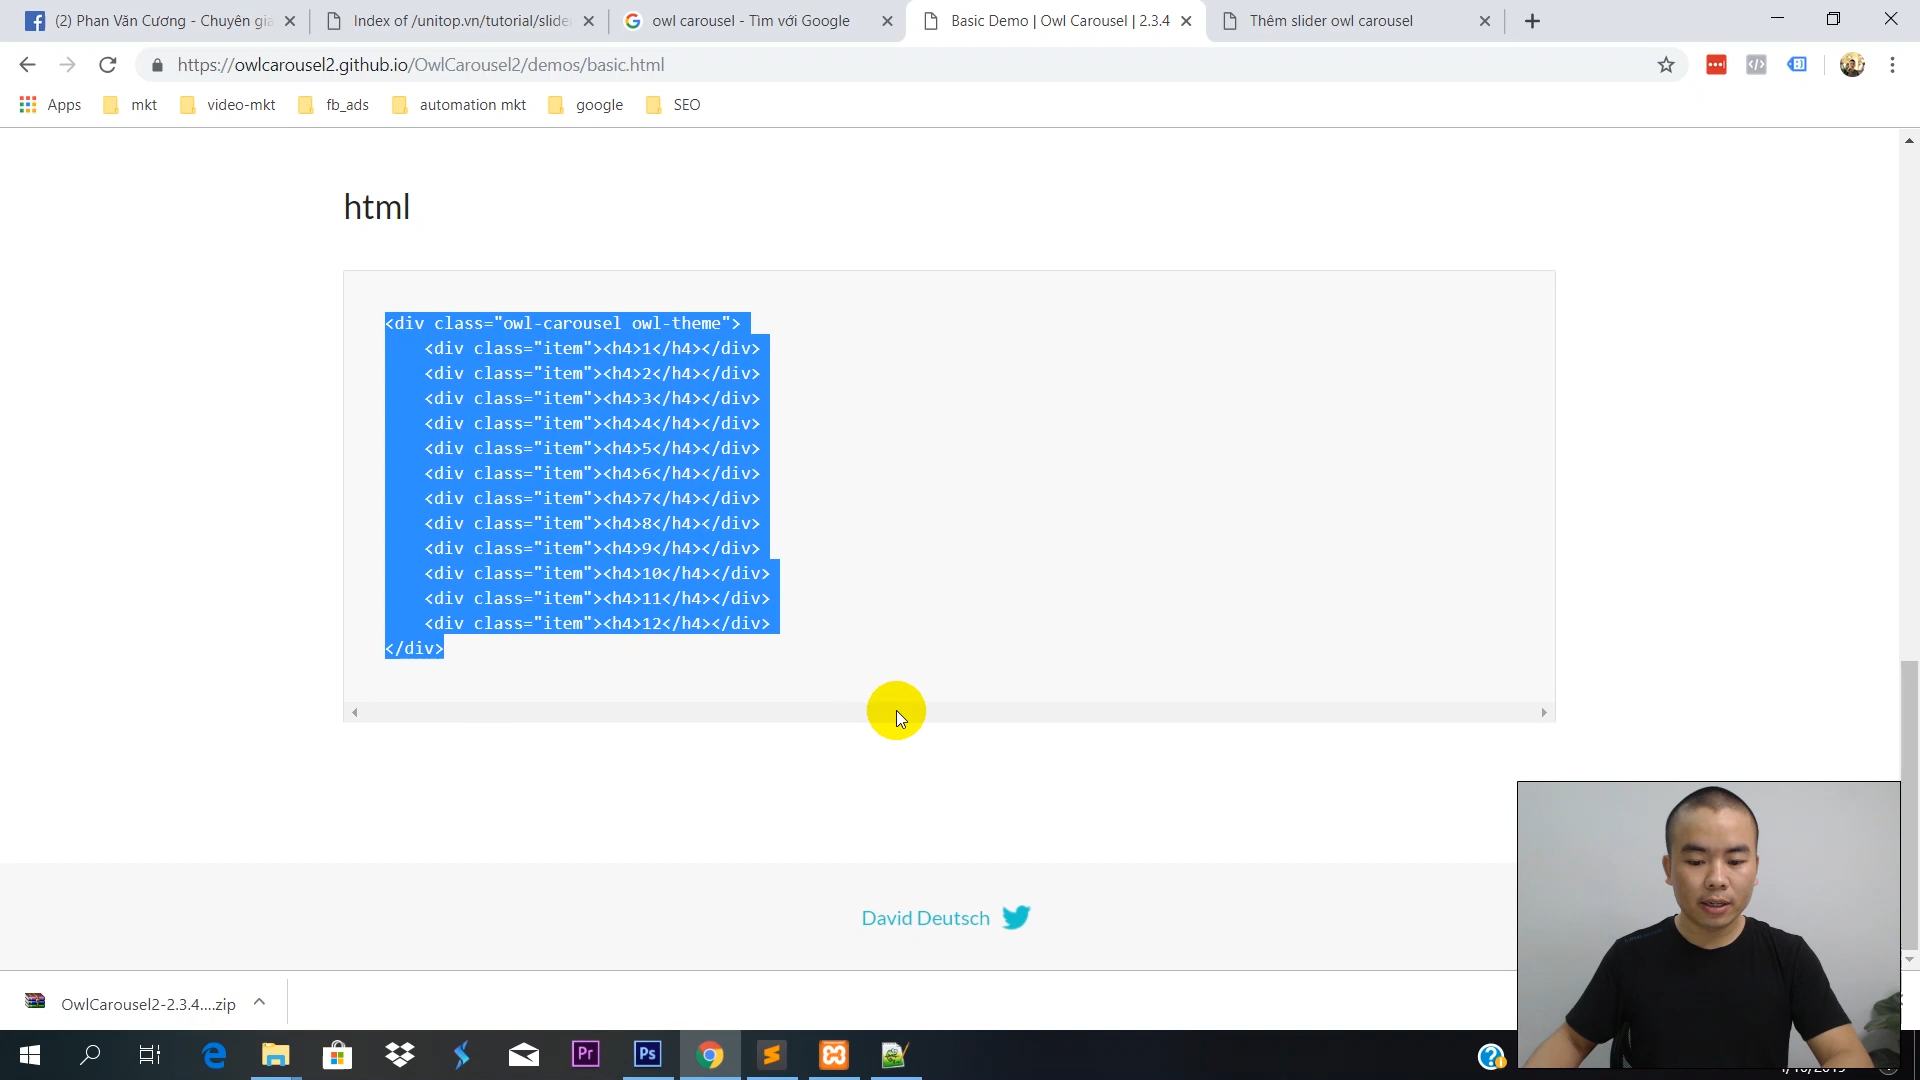 (2) Phan Văn Cương - Chuyên gia
Index of /unitop.vn/tutorial/slide
owl carousel - Tìm với Google
Basic Demo | Owl Carousel | 2.3.4
Thêm slider owl carousel
https://owlcarousel2.github.io/OwlCarousel2/demos/basic.html
Apps
mkt
video-mkt
fb_ads
automation mkt
google
SEO
html
<div class="owl-carousel owl-theme">
<div class="item"><h4>1</h4></div>
<div class="item"><h4>2</h4></div>
<div class="item"><h4>3</h4></div>
<div class="item"><h4>4</h4></div>
<div class="item"><h4>5</h4></div>
<div class="item"><h4>6</h4></div>
<div class="item"><h4>7</h4></div>
<div class="item"><h4>8</h4></div>
<div class="item"><h4>9</h4></div>
<div class="item"><h4>10</h4></div>
<div class="item"><h4>11</h4></div>
<div class="item"><h4>12</h4></div>
</div>
David Deutsch
OwlCarousel2-2.3.4....zip
Pr
Ps